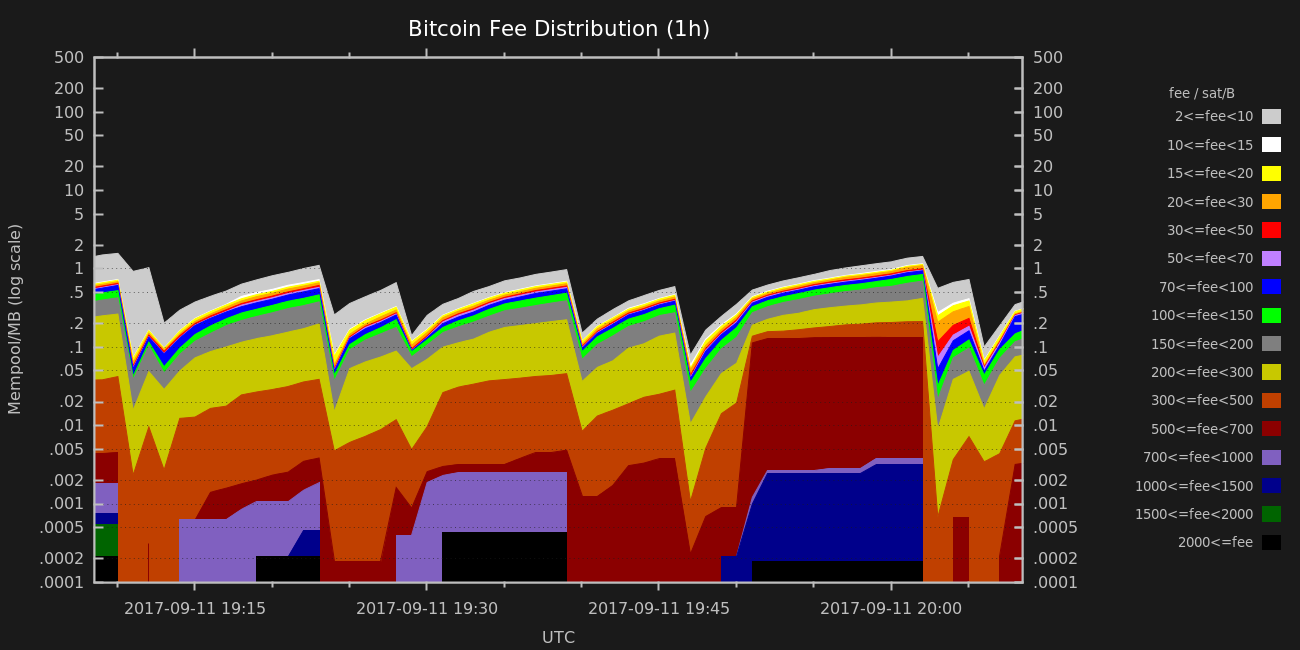 Bitcoin Fee Distribution (1h)
500
200
100
50
20
10
5
2
1
.5
.2
.1
.05
.02
.01
.005
.002
.001
.0005
.0002
.0001
Mempool/MB (log scale)
500
200
100
50
20
10
5
2
1
.5
.2
.1
.05
.02
.01
.005
.002
.001
.0005
.0002
.0001
2017-09-11 19:15
2017-09-11 19:30
2017-09-11 19:45
2017-09-11 20:00
UTC
fee / sat/B
2<=fee<10
10<=fee<15
15<=fee<20
20<=fee<30
30<=fee<50
50<=fee<70
70<=fee<100
100<=fee<150
150<=fee<200
200<=fee<300
300<=fee<500
500<=fee<700
700<=fee<1000
1000<=fee<1500
1500<=fee<2000
2000<=fee